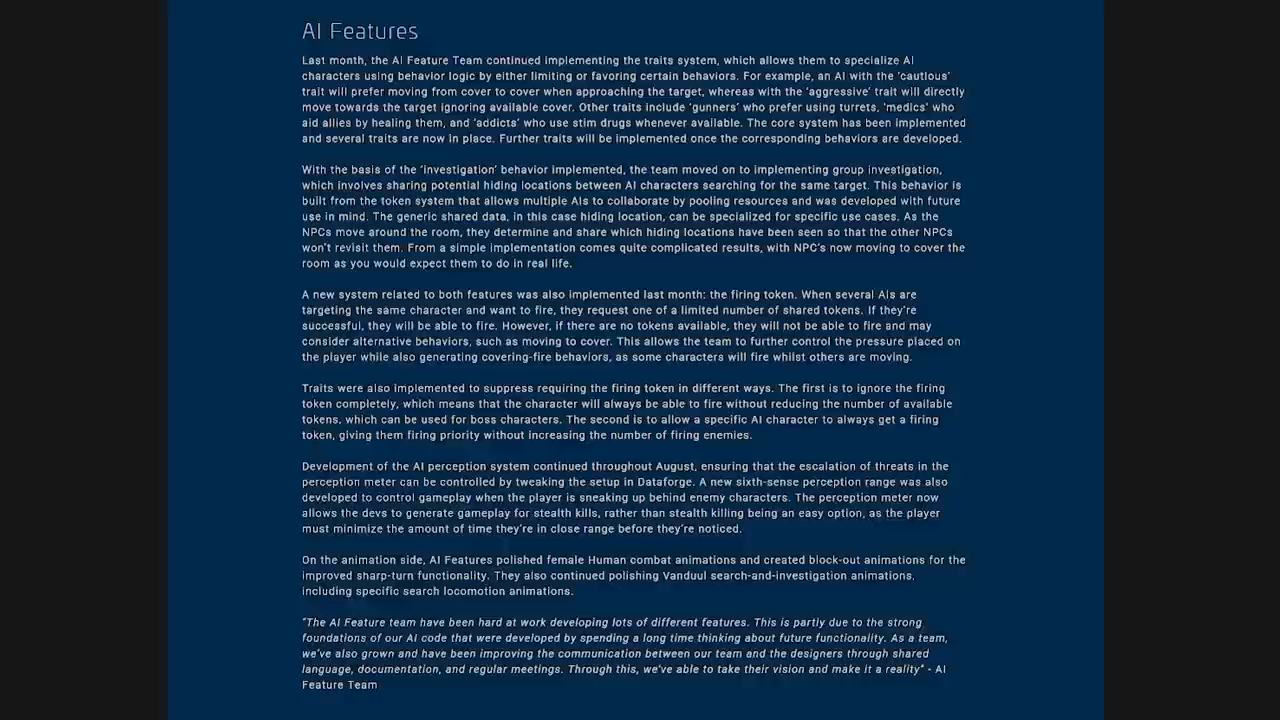 AI Features
Last month, the AI Feature Team continued implementing the traits system, which allows them to specialize AI
characters using behavior logic by either limiting or favoring certain behaviors. For example, an AI with the 'cautious'
trait will prefer moving from cover to cover when approaching the target, whereas with the 'aggressive' trait will directly
move towards the target ignoring available cover. Other traits include 'gunners' who prefer using turrets, 'medics' who
aid allies by healing them, and 'addicts' who use stim drugs whenever available. The core system has been implemented
and several traits are now in place. Further traits will be implemented once the corresponding behaviors are developed.
With the basis of the 'investigation' behavior implemented, the team moved on to implementing group investigation,
which involves sharing potential hiding locations between AI characters searching for the same target. This behavior is
built from the token system that allows multiple AIs to collaborate by pooling resources and was developed with future
use in mind. The generic shared data, in this case hiding location, can be specialized for specific use cases. As the
NPCs move around the room, they determine and share which hiding locations have been seen so that the other NPCs
won't revisit them. From a simple implementation comes quite complicated results, with NPC's now moving to cover the
room as you would expect them to do in real life.
A new system related to both features was also implemented last month: the firing token. When several AIs are
targeting the same character and want to fire, they request one of a limited number of shared tokens. If they're
successful, they will be able to fire. However, if there are no tokens available, they will not be able to fire and may
consider alternative behaviors, such as moving to cover. This allows the team to further control the pressure placed on
the player while also generating covering-fire behaviors, as some characters will fire whilst others are moving.
Traits were also implemented to suppress requiring the firing token in different ways. The first is to ignore the firing
token completely, which means that the character will always be able to fire without reducing the number of available
tokens, which can be used for boss characters. The second is to allow a specific AI character to always get a firing
token, giving them firing priority without increasing the number of firing enemies.
Development of the AI perception system continued throughout August, ensuring that the escalation of threats in the
perception meter can be controlled by tweaking the setup in Dataforge. A new sixth-sense perception range was also
developed to control gameplay when the player is sneaking up behind enemy characters. The perception meter now
allows the devs to generate gameplay for stealth kills, rather than stealth killing being an easy option, as the player
must minimize the amount of time they're in close range before they're noticed.
On the animation side, AI Features polished female Human combat animations and created block-out animations for the
improved sharp-turn functionality. They also continued polishing Vanduul search-and-investigation animations,
including specific search locomotion animations.
"The AI Feature team have been hard at work developing lots of different features. This is partly due to the strong
foundations of our AI code that were developed by spending a long time thinking about future functionality. As a team,
we've also grown and have been improving the communication between our team and the designers through shared
language, documentation, and regular meetings. Through this, we've able to take their vision and make it a reality" - AI
Feature Team